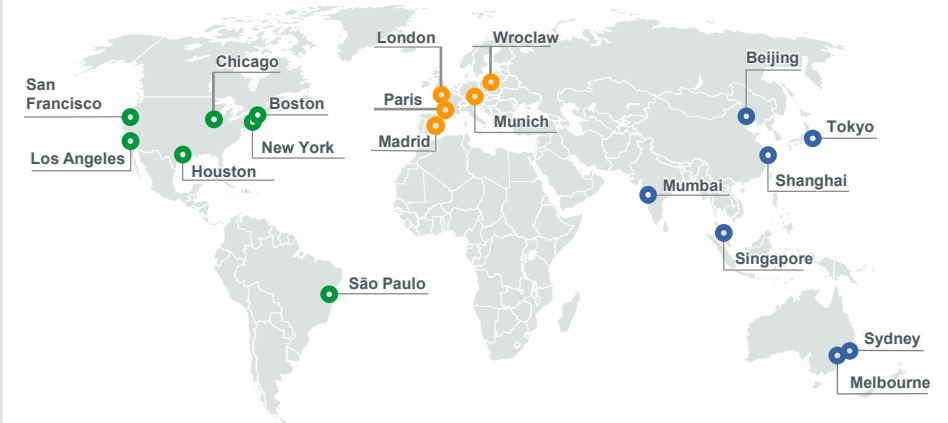 London
Wroclaw
Chicago
Beijing
San
Francisco
Paris
Boston
Tokyo
Munich
Madrid
New York
Los Angeles
Houston
Shanghai
Mumbai
Singapore
São Paulo
Sydney
Melbourne